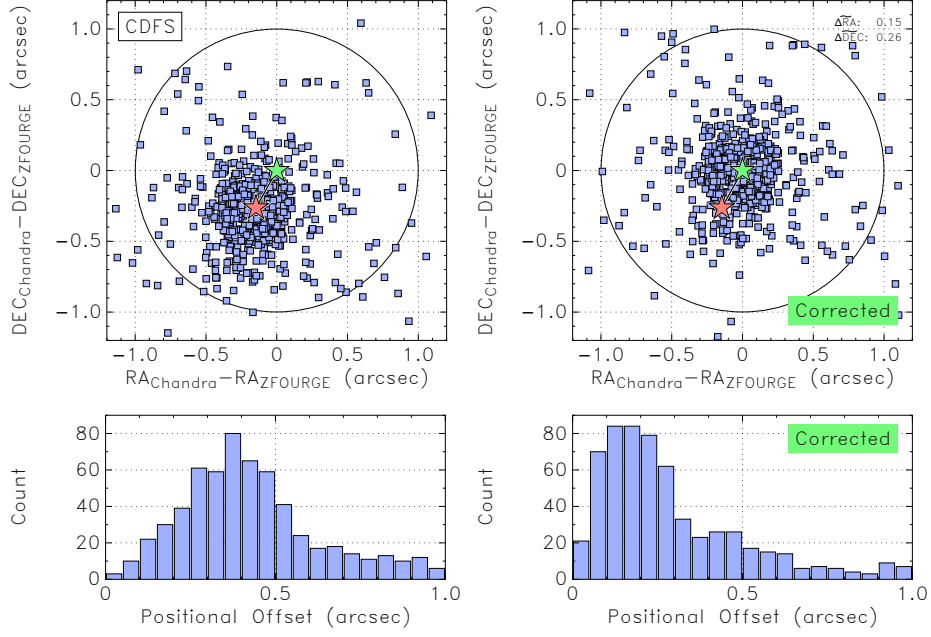 CDFS
DEC_Chandra−DEC_ZFOURGE (arcsec)
1.0
0.5
0
−0.5
−1.0
−1.0 −0.5 0 0.5 1.0
RA_Chandra−RA_ZFOURGE (arcsec)
ΔRA: 0.15
ΔDEC: 0.26
DEC_Chandra−DEC_ZFOURGE (arcsec)
1.0
0.5
0
−0.5
−1.0
Corrected
−1.0 −0.5 0 0.5 1.0
RA_Chandra−RA_ZFOURGE (arcsec)
Count
80
60
40
20
0
0 0.5 1.0
Positional Offset (arcsec)
Corrected
Count
80
60
40
20
0
0 0.5 1.0
Positional Offset (arcsec)